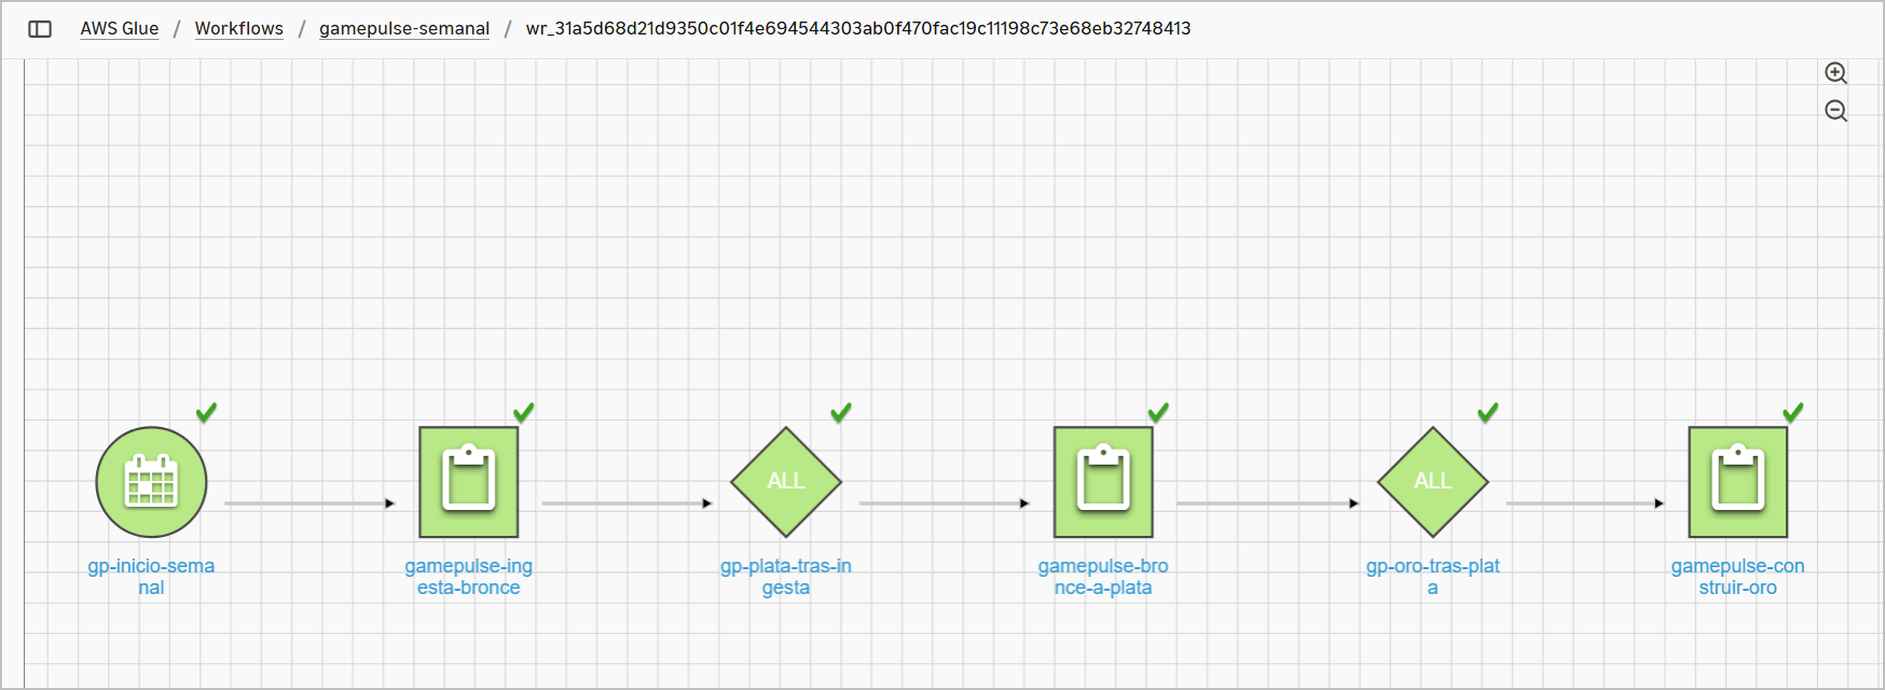 AWS Glue / Workflows / gamepulse-semanal / wr_31a5d68d21d9350c01f4e694544303ab0f470fac19c11198c73e68eb32748413
ALL
ALL
gp-inicio-sema
nal
gamepulse-ing
esta-bronce
gp-plata-tras-in
gesta
gamepulse-bro
nce-a-plata
gp-oro-tras-plat
a
gamepulse-con
struir-oro